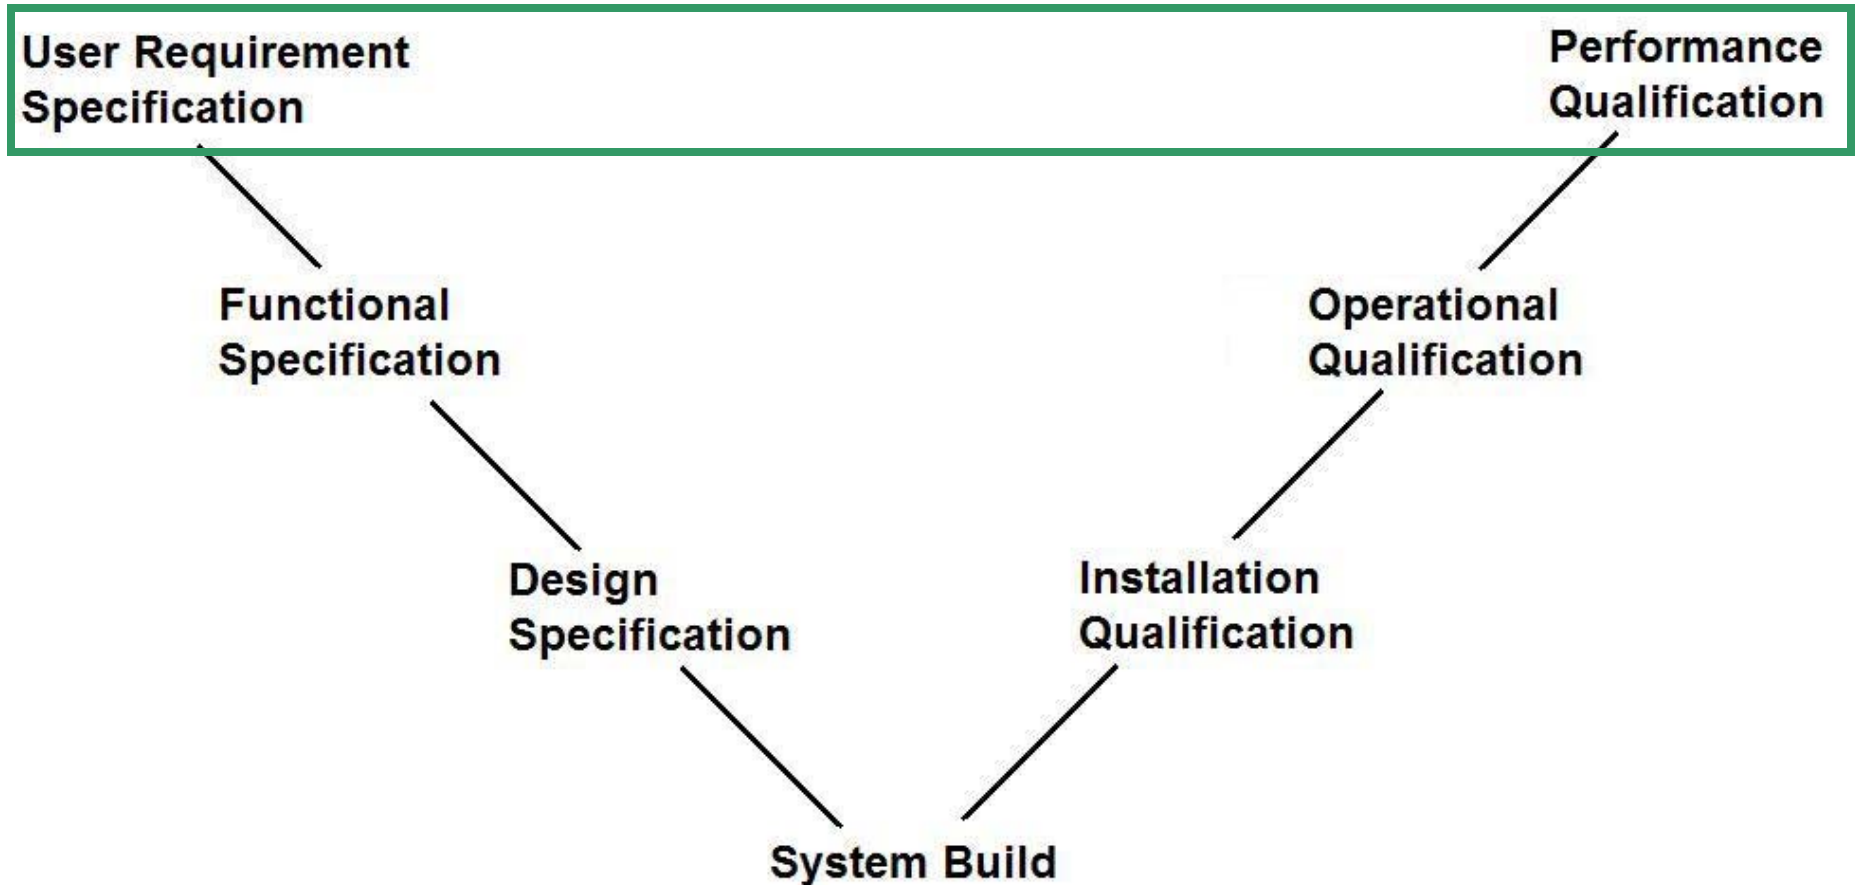 User Requirement
Specification
Performance
Qualification
Functional
Specification
Operational
Qualification
Design
Specification
Installation
Qualification
System Build